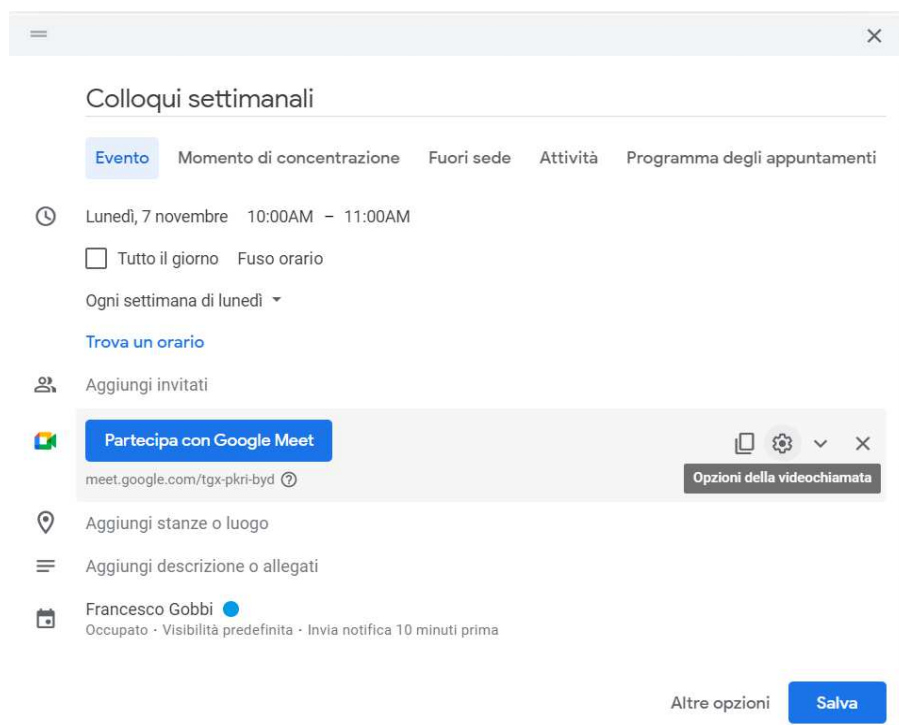 Colloqui settimanali
Evento Momento di concentrazione Fuori sede Attività Programma degli appuntamenti
Lunedì, 7 novembre 10:00AM – 11:00AM
Tutto il giorno Fuso orario
Ogni settimana di lunedì
Trova un orario
Aggiungi invitati
Partecipa con Google Meet
meet.google.com/tgx-pkri-byd
Opzioni della videochiamata
Aggiungi stanze o luogo
Aggiungi descrizione o allegati
Francesco Gobbi
Occupato · Visibilità predefinita · Invia notifica 10 minuti prima
Altre opzioni Salva